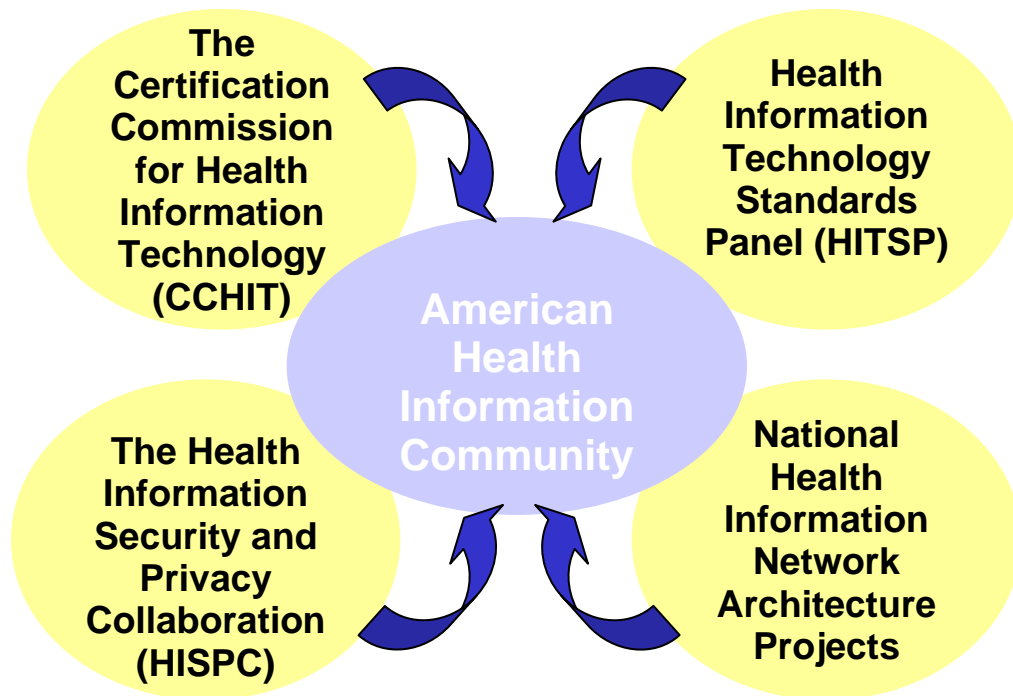 The
Certification
Commission
for Health
Information
Technology
(CCHIT)
Health
Information
Technology
Standards
Panel (HITSP)
American
Health
Information
Community
The Health
Information
Security and
Privacy
Collaboration
(HISPC)
National
Health
Information
Network
Architecture
Projects